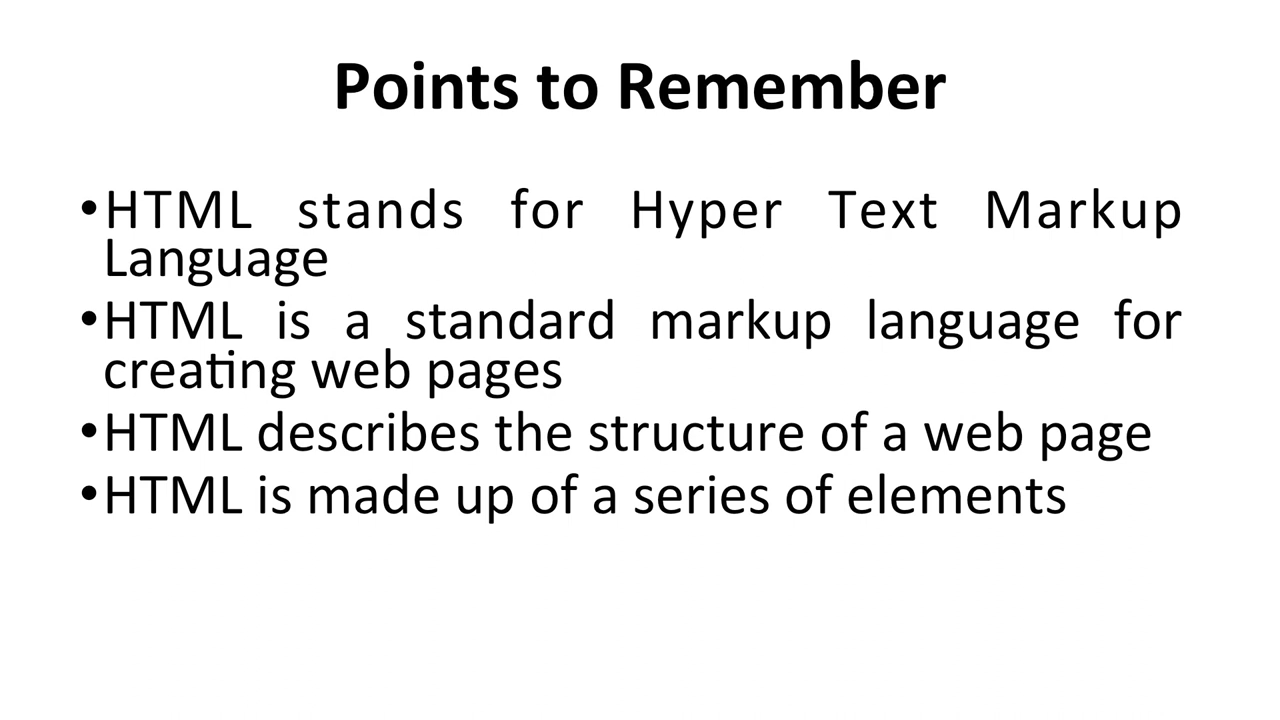 Points to Remember
•HTML stands for Hyper Text Markup
Language
•HTML is a standard markup language for
creating web pages
•HTML describes the structure of a web page
•HTML is made up of a series of elements